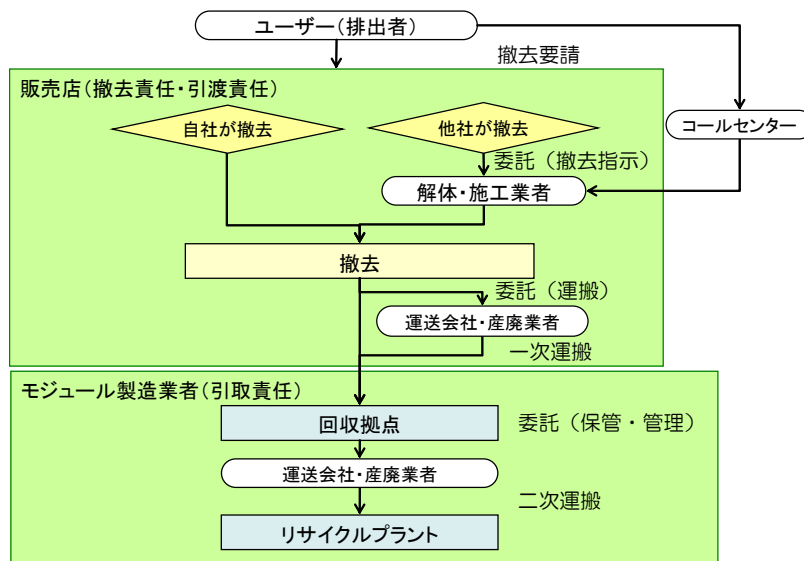 ユーザー(排出者)
撤去要請
販売店(撤去責任・引渡責任)
自社が撤去
他社が撤去
コールセンター
委託（撤去指示）
解体・施工業者
撤去
委託（運搬）
運送会社・産廃業者
一次運搬
モジュール製造業者(引取責任)
回収拠点
委託（保管・管理）
運送会社・産廃業者
二次運搬
リサイクルプラント